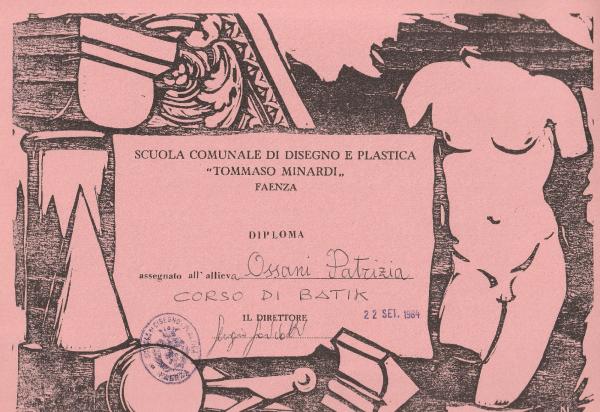 SCUOLA COMUNALE DI DISEGNO E PLASTICA
“TOMMASO MINARDI„
FAENZA
DIPLOMA
assegnato all'allieva Ossani Patrizia
CORSO DI BATIK
IL DIRETTORE
22 SET. 1984
FAENZA